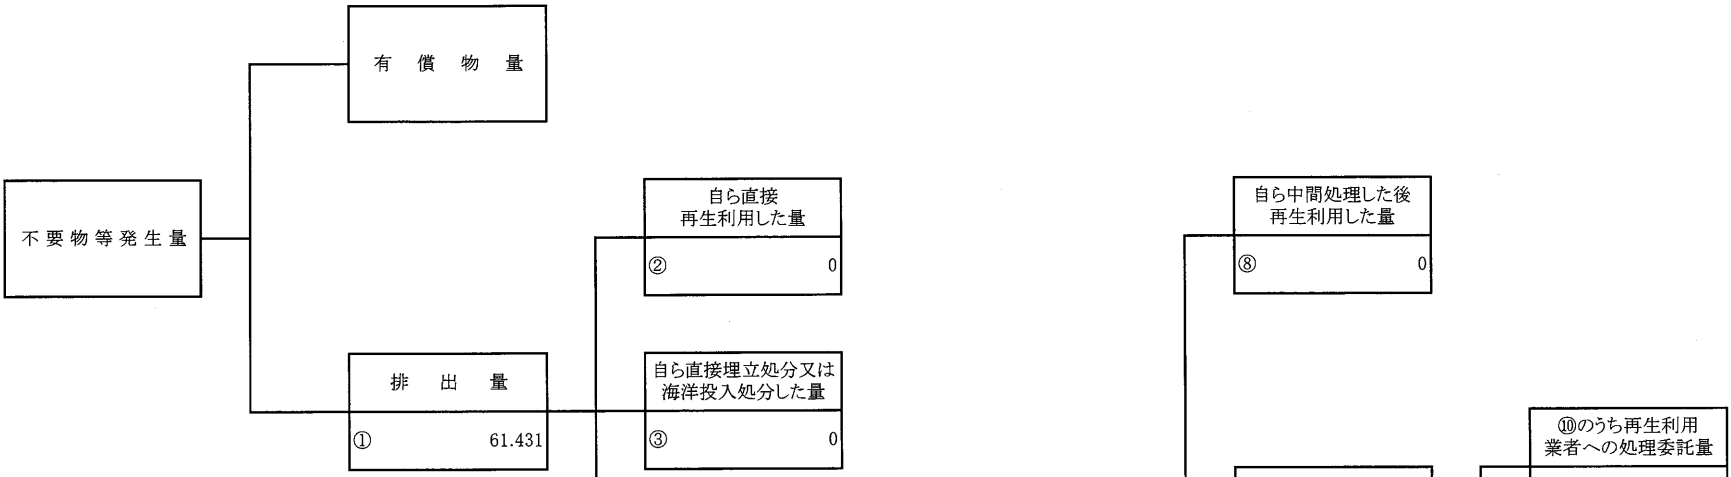 有償物量
不要物等発生量
自ら直接
再生利用した量
② 0
自ら中間処理した後
再生利用した量
⑧ 0
排出量
① 61.431
自ら直接埋立処分又は
海洋投入処分した量
③ 0
⑩のうち再生利用
業者への処理委託量